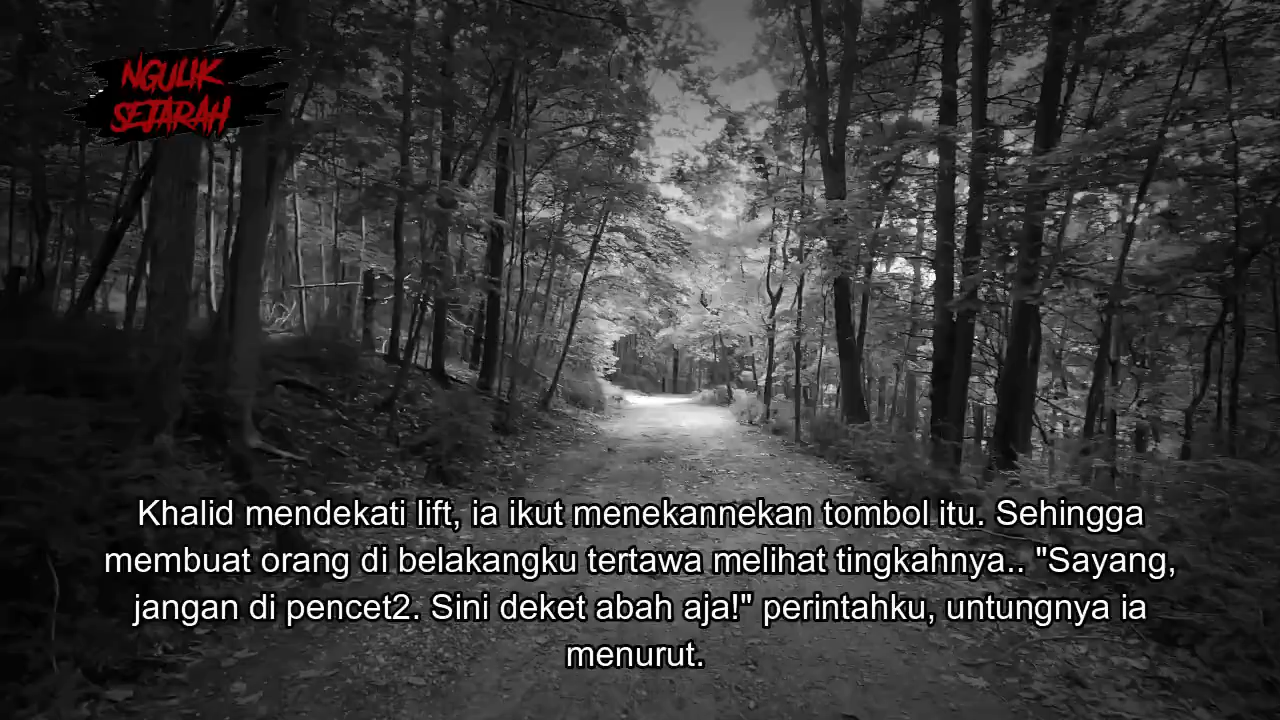 NGULIK
SEJARAH
Khalid mendekati lift, ia ikut menekannekan tombol itu. Sehingga
membuat orang di belakangku tertawa melihat tingkahnya.. "Sayang,
jangan di pencet2. Sini deket abah aja!" perintahku, untungnya ia
menurut.